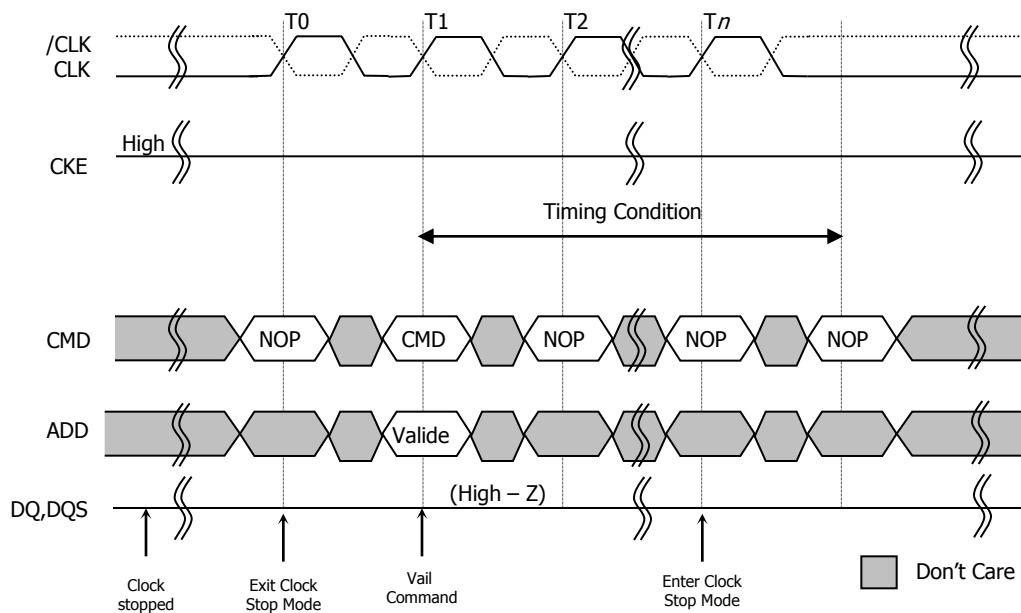 T0 T1 T2 Tn
/CLK
CLK
High
CKE
Timing Condition
CMD NOP CMD NOP NOP NOP
ADD Valide
(High – Z)
DQ,DQS
Clock
stopped
Exit Clock
Stop Mode
Vail
Command
Enter Clock
Stop Mode
Don't Care